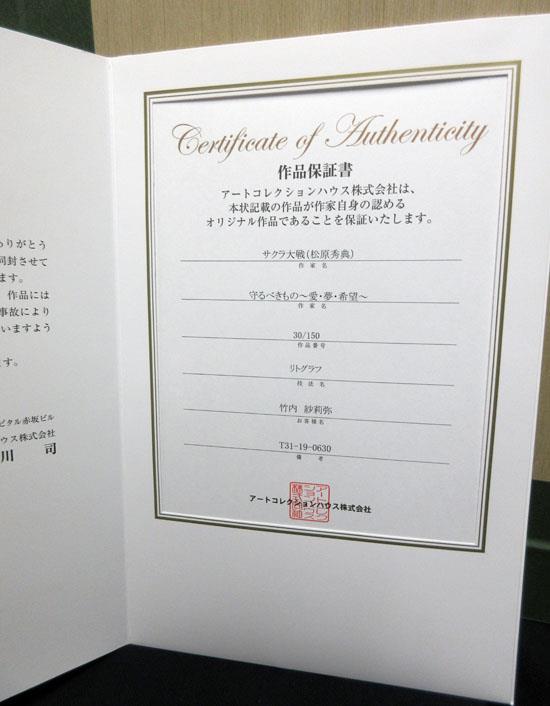 ありがとう
同封させて
ます。
作品には
事故により
いますよう
ます。
ピタル赤坂ビル
ハウス株式会社
川 司
Certificate of Authenticity
作品保証書
アートコレクションハウス株式会社は、
本状記載の作品が作家自身の認める
オリジナル作品であることを保証いたします。
サクラ大戦(松原秀典)
作 家 名
守るべきもの~愛・夢・希望~
作 家 名
30/150
作品番号
リトグラフ
技 法 名
竹内 紗莉弥
お客様名
T31-19-0630
備 考
アートコレクションハウス株式会社